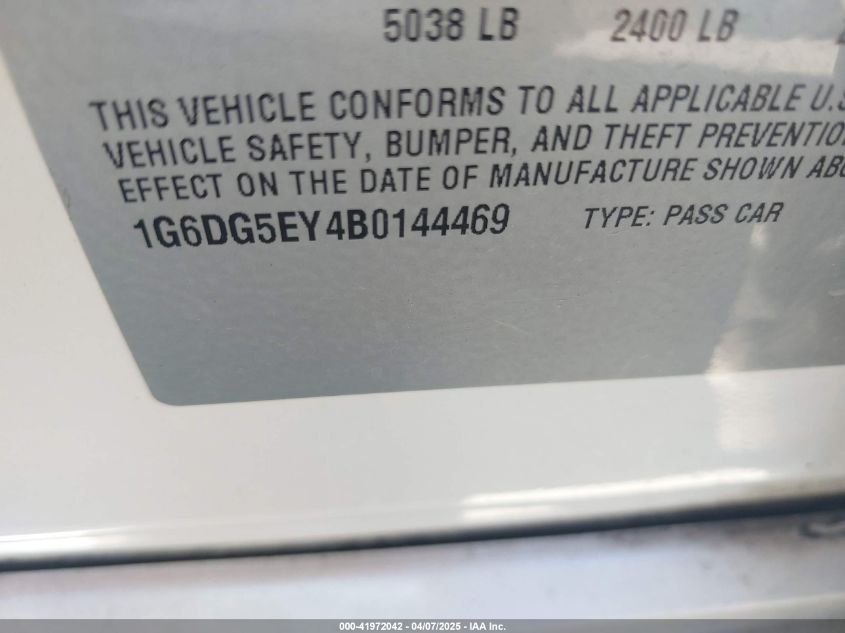 5038 LB 2400 LB
THIS VEHICLE CONFORMS TO ALL APPLICABLE U.S
VEHICLE SAFETY, BUMPER, AND THEFT PREVENTIO
EFFECT ON THE DATE OF MANUFACTURE SHOWN ABO
1G6DG5EY4B0144469 TYPE: PASS CAR
000-41972042 - 04/07/2025 - IAA Inc.